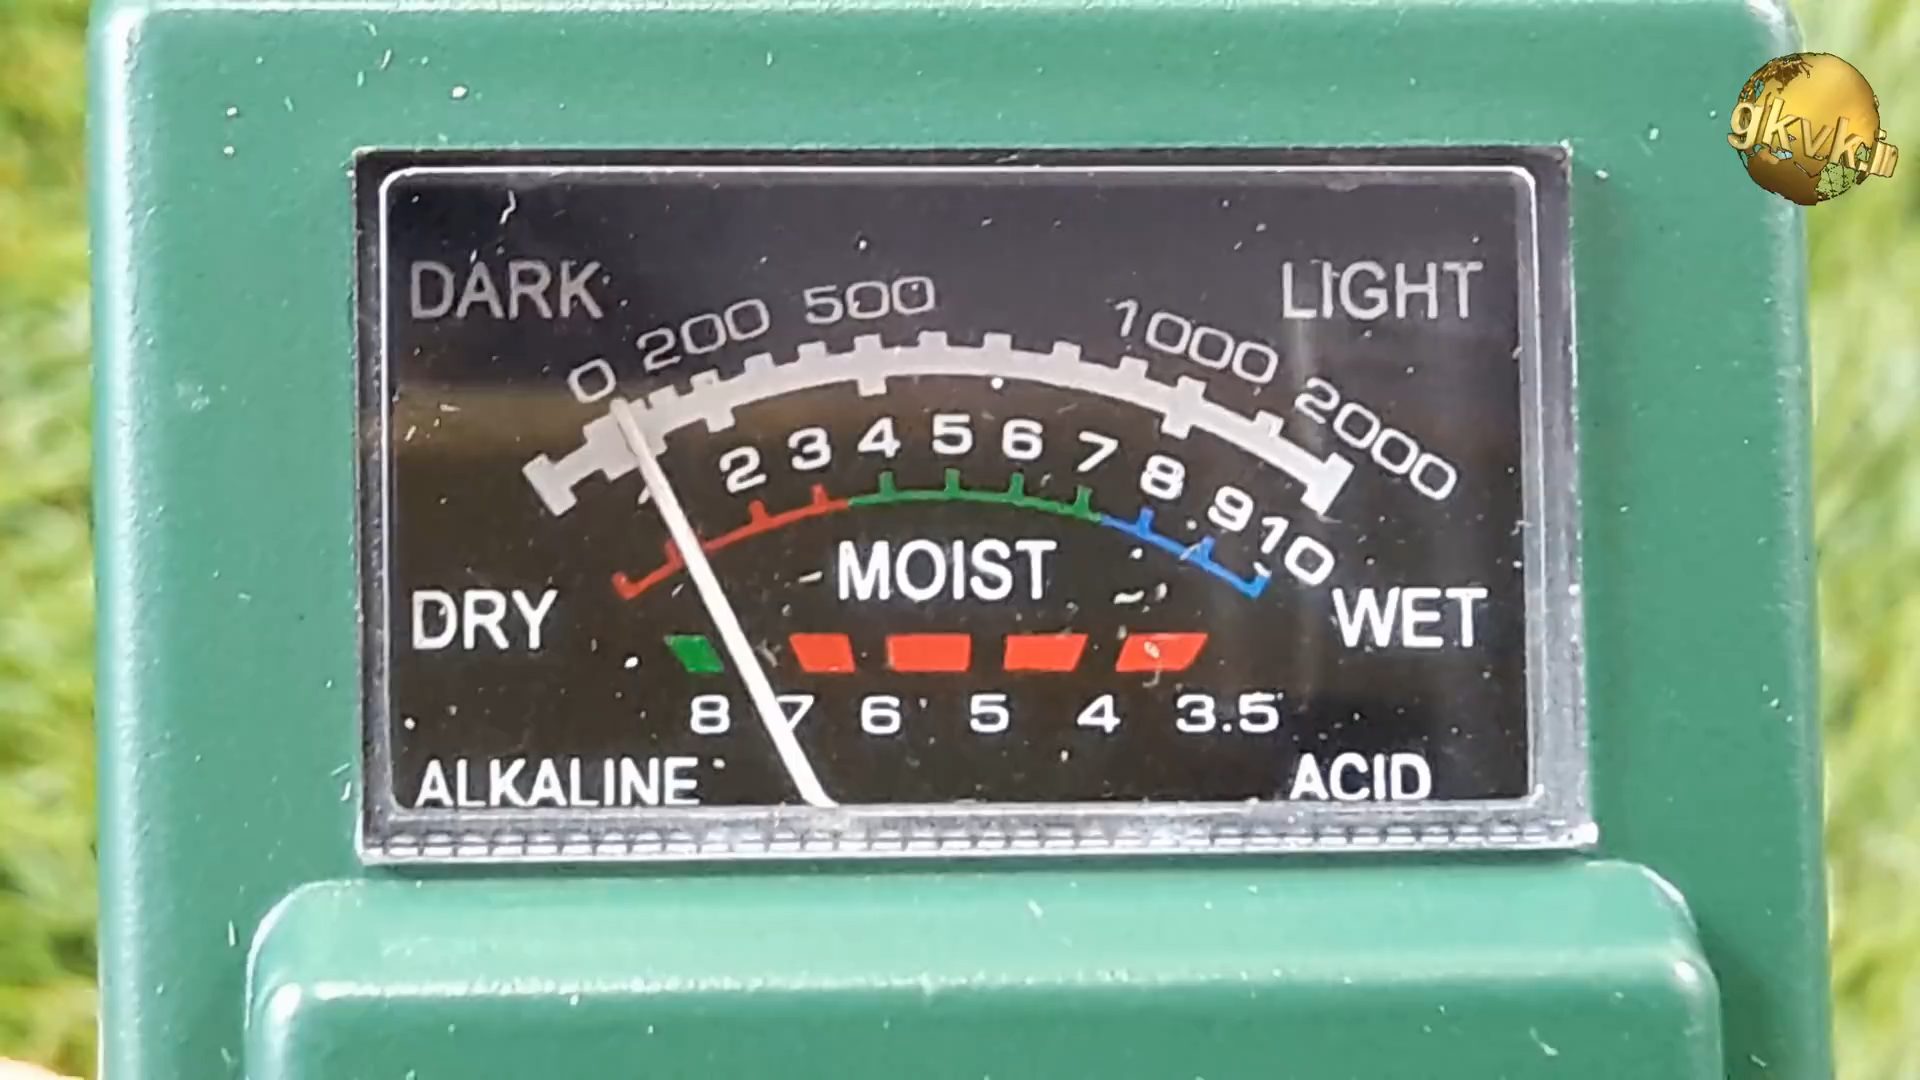 gkvk.ir
DARK
LIGHT
0 200 500 1000 2000
2 3 4 5 6 7 8 9 10
DRY MOIST WET
8 7 6 5 4 3.5
ALKALINE ACID